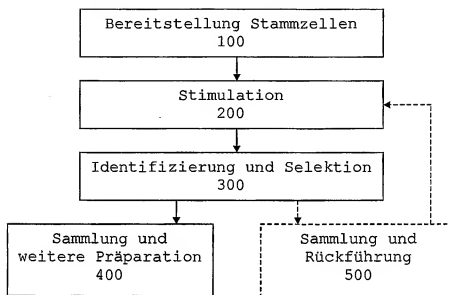 Bereitstellung Stammzellen
100
Stimulation
200
Identifizierung und Selektion
300
Sammlung und
weitere Präparation
400
Sammlung und
Rückführung
500